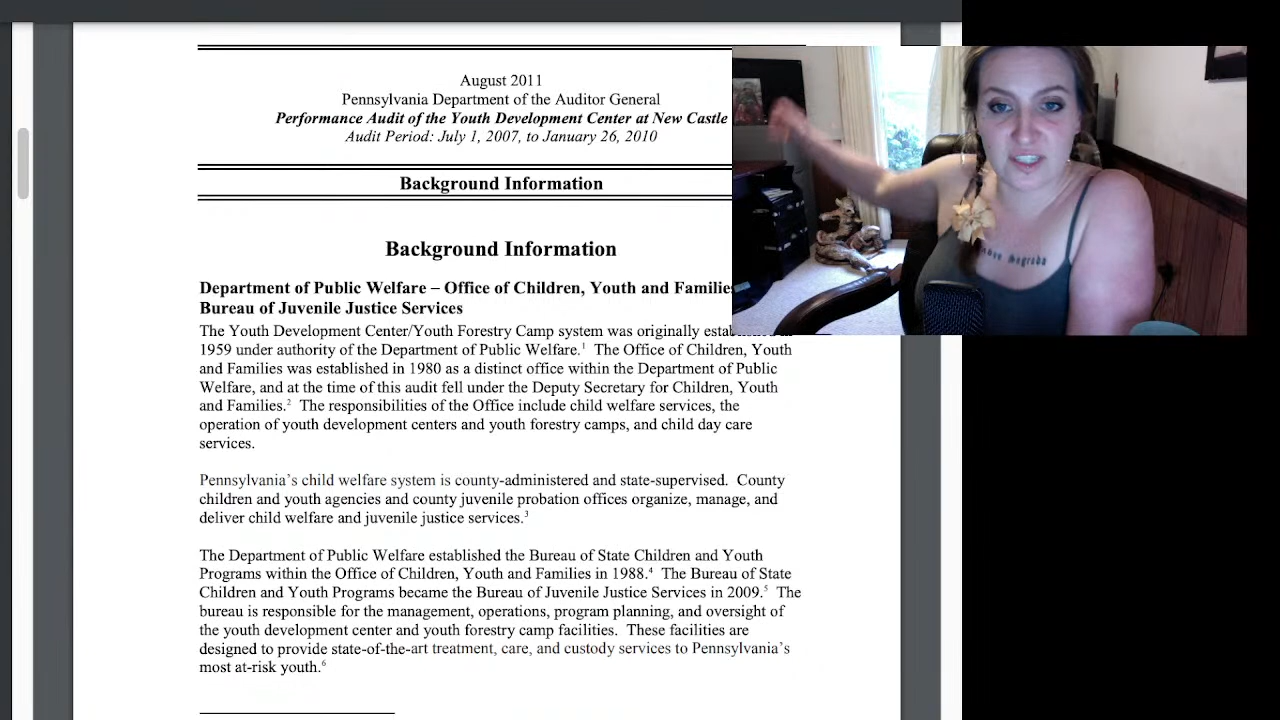 August 2011
Pennsylvania Department of the Auditor General
Performance Audit of the Youth Development Center at New Castle
Audit Period: July 1, 2007, to January 26, 2010
Background Information
Background Information
Department of Public Welfare – Office of Children, Youth and Families
Bureau of Juvenile Justice Services
The Youth Development Center/Youth Forestry Camp system was originally
1959 under authority of the Department of Public Welfare.1 The Office of Children, Youth
and Families was established in 1980 as a distinct office within the Department of Public
Welfare, and at the time of this audit fell under the Deputy Secretary for Children, Youth
and Families.2 The responsibilities of the Office include child welfare services, the
operation of youth development centers and youth forestry camps, and child day care
services.
Pennsylvania's child welfare system is county-administered and state-supervised. County
children and youth agencies and county juvenile probation offices organize, manage, and
deliver child welfare and juvenile justice services.3
The Department of Public Welfare established the Bureau of State Children and Youth
Programs within the Office of Children, Youth and Families in 1988.4 The Bureau of State
Children and Youth Programs became the Bureau of Juvenile Justice Services in 2009.5 The
bureau is responsible for the management, operations, program planning, and oversight of
the youth development center and youth forestry camp facilities. These facilities are
designed to provide state-of-the-art treatment, care, and custody services to Pennsylvania's
most at-risk youth.6